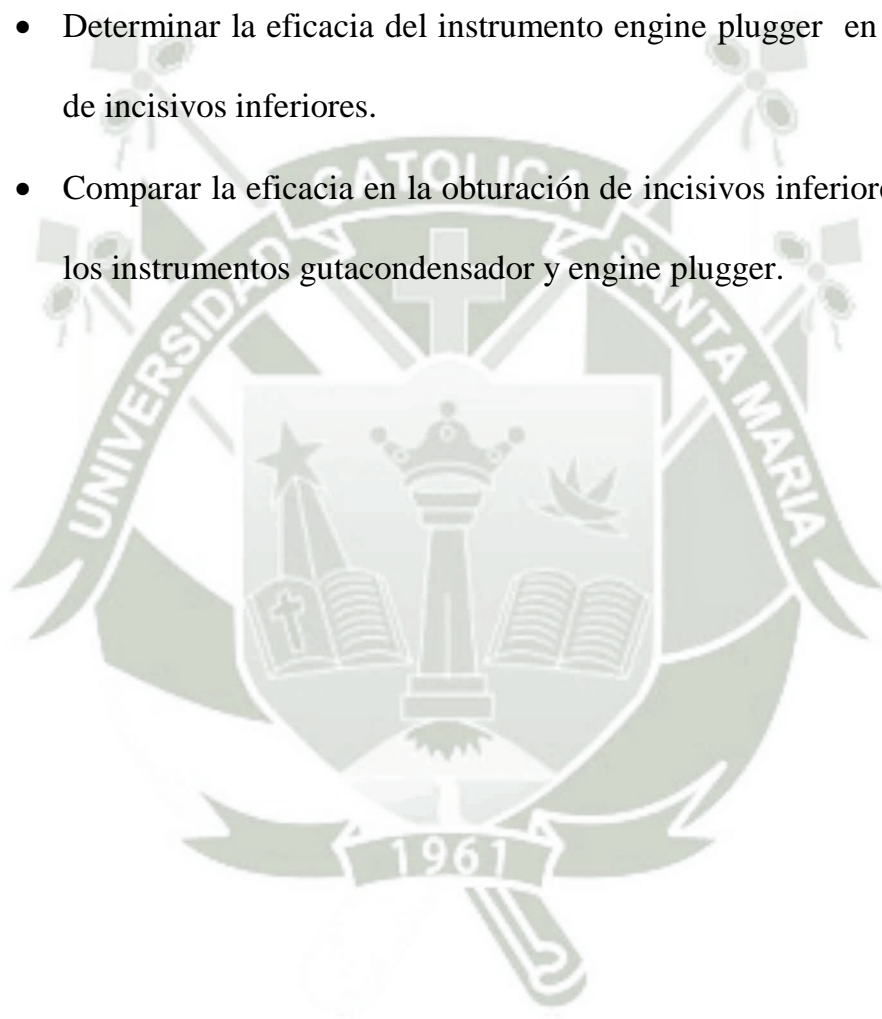 • Determinar la eficacia del instrumento engine plugger en
de incisivos inferiores.
• Comparar la eficacia en la obturación de incisivos
los instrumentos gutacondensador y engine plugger.
UNIVERSIDAD CATOLICA SANTA MARIA
1961